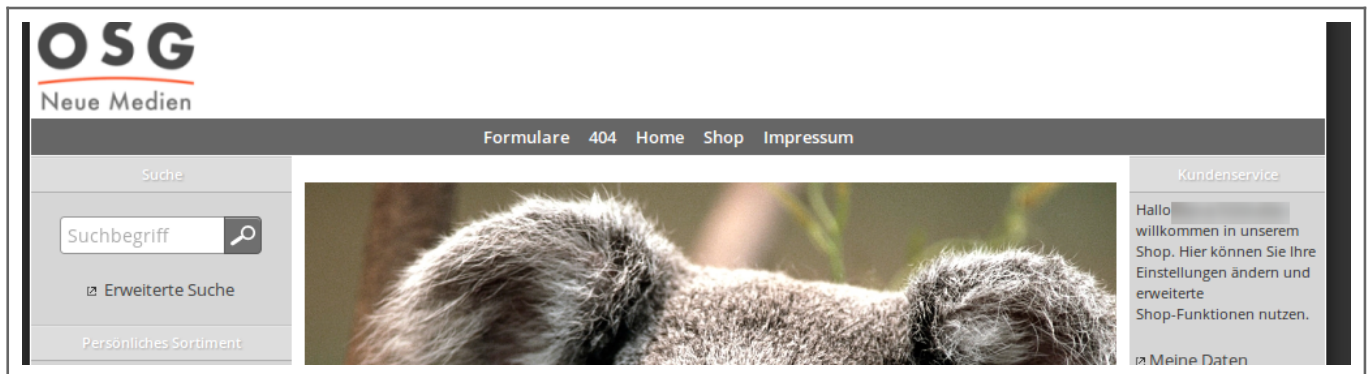 OSG
Neue Medien
Formulare 404 Home Shop Impressum
Suche
Suchbegriff
Erweiterte Suche
Persönliches Sortiment
Kundenservice
Hallo
willkommen in unserem
Shop. Hier können Sie Ihre
Einstellungen ändern und
erweiterte
Shop-Funktionen nutzen.
Meine Daten